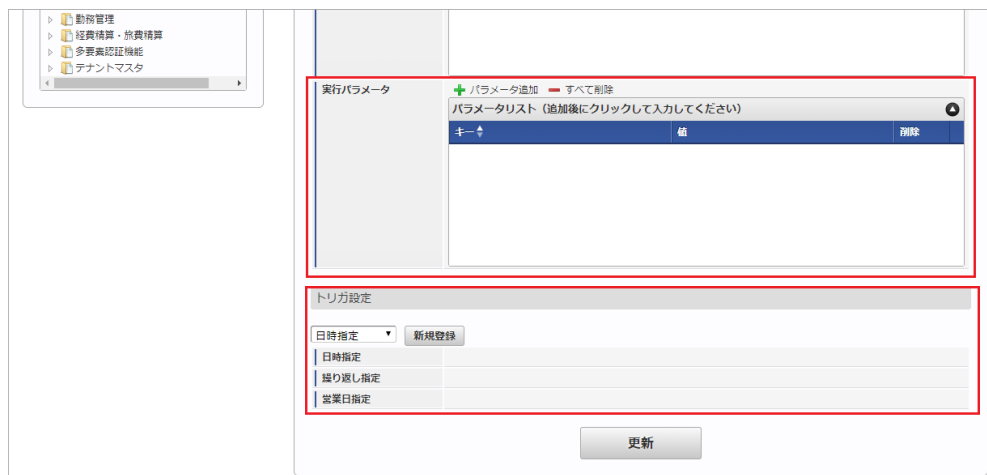 勤務管理
経費精算・旅費精算
多要素認証機能
テナントマスタ
実行パラメータ
パラメータ追加 すべて削除
パラメータリスト（追加後にクリックして入力してください）
キー 値 削除
トリガ設定
日時指定 新規登録
日時指定
繰り返し指定
営業日指定
更新